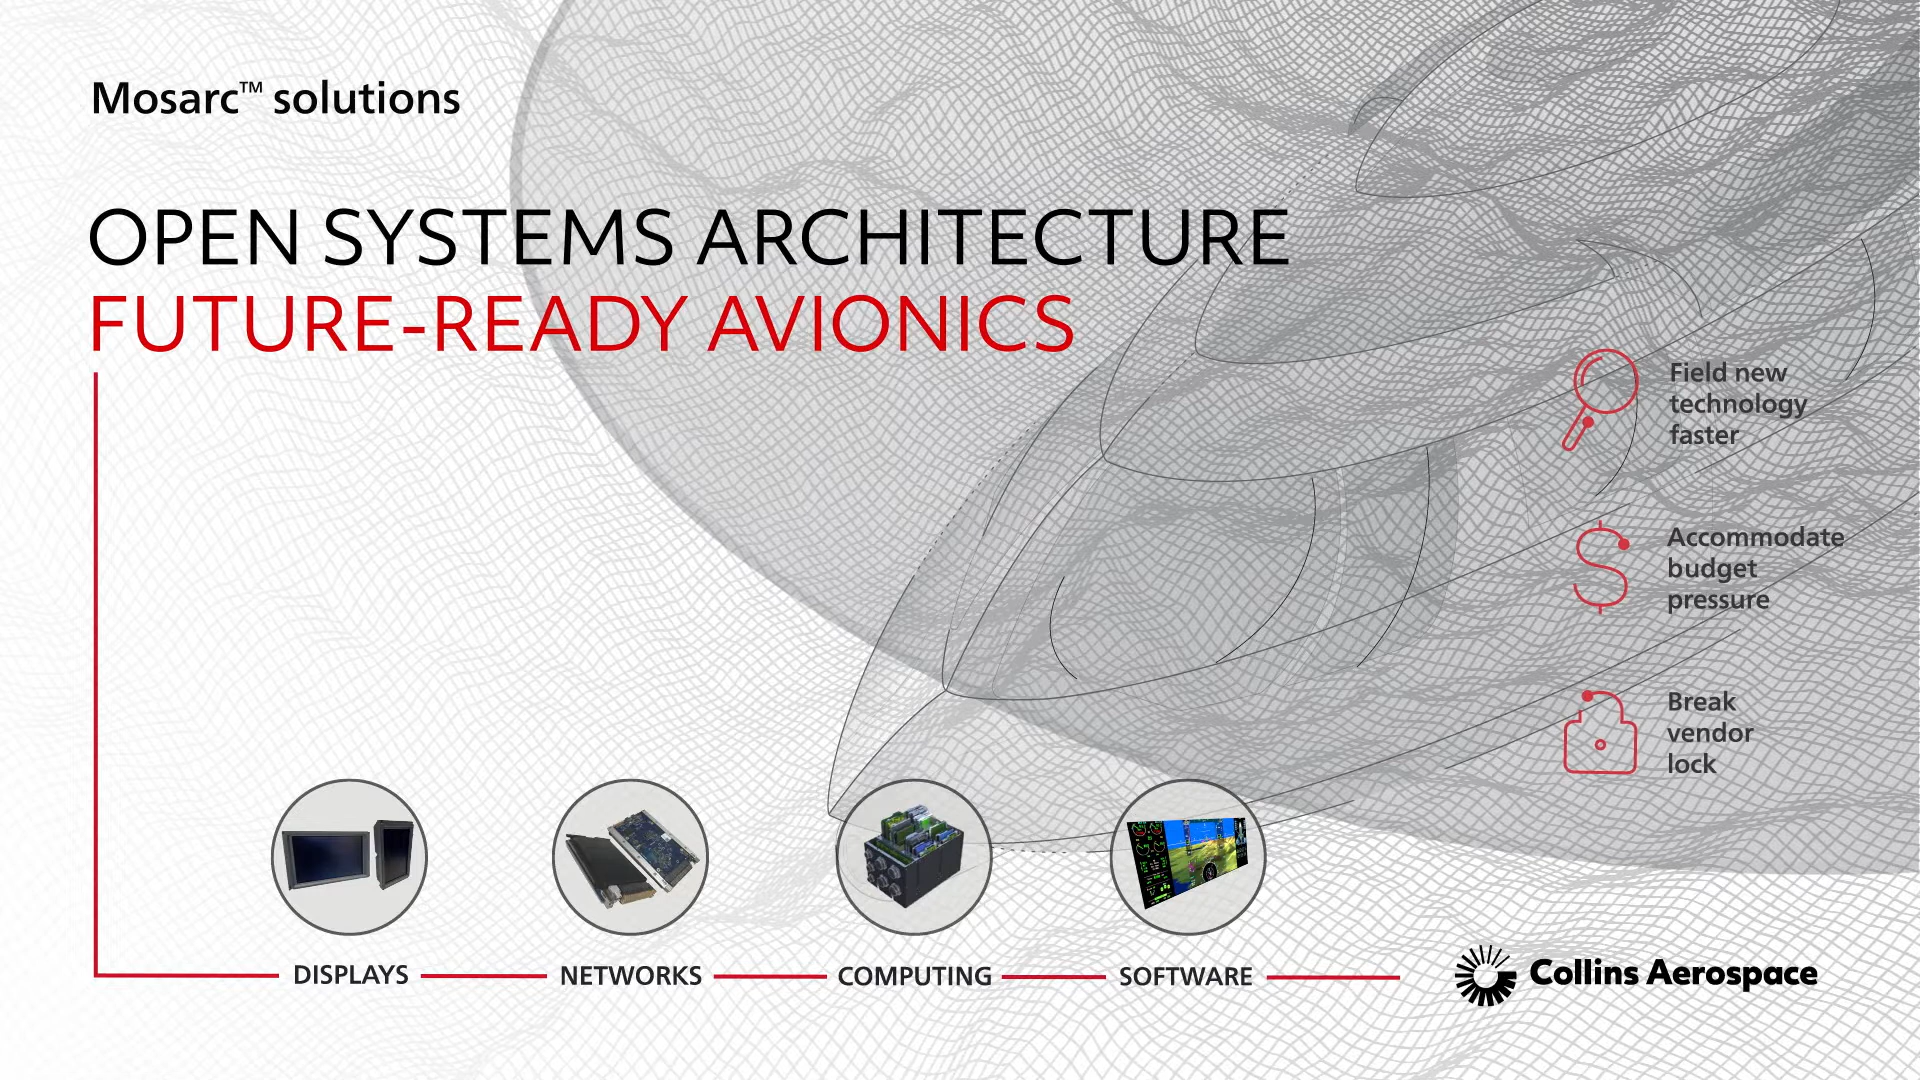 Mosarc™ solutions
OPEN SYSTEMS ARCHITECTURE
FUTURE-READY AVIONICS
Field new
technology
faster
Accommodate
budget
pressure
Break
vendor
lock
DISPLAYS
NETWORKS
COMPUTING
SOFTWARE
Collins Aerospace